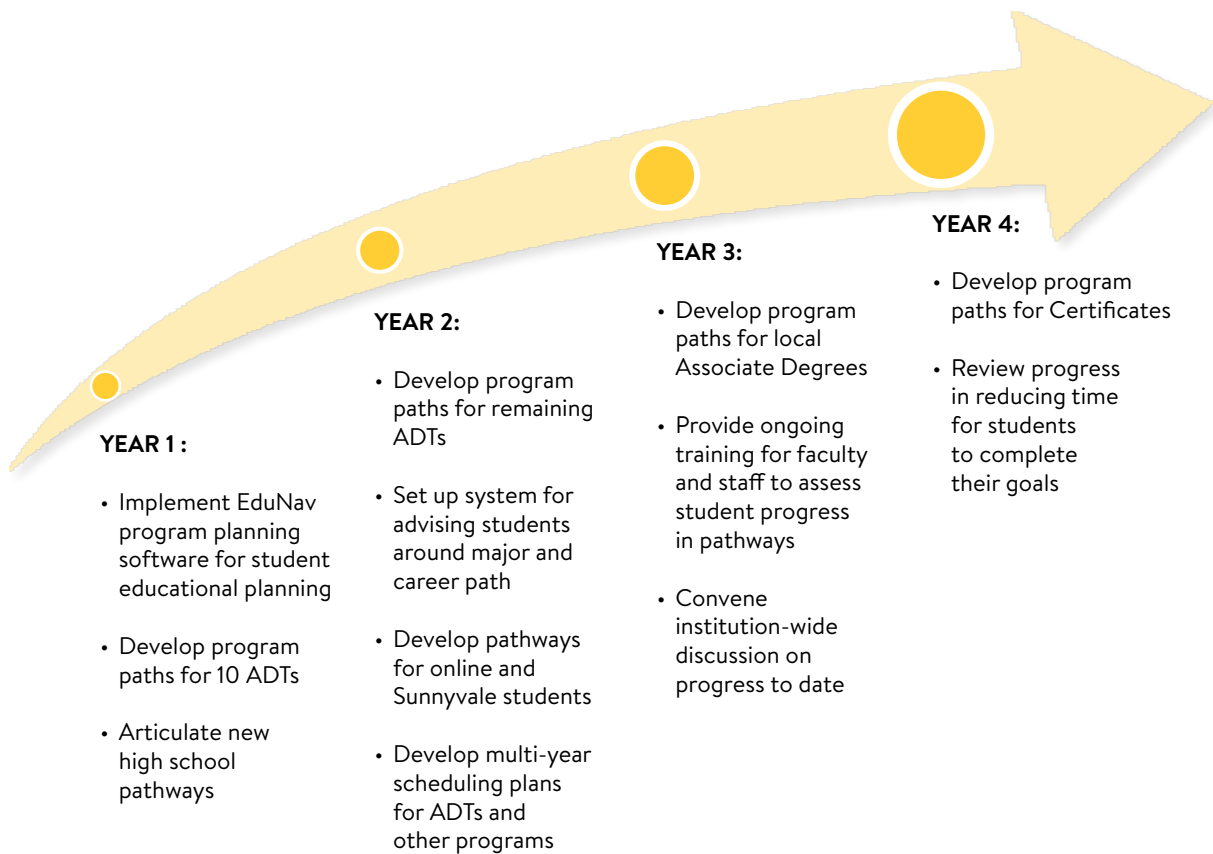 YEAR 1 :
• Implement EduNav
program planning
software for student
educational planning
• Develop program
paths for 10 ADTs
• Articulate new
high school
pathways
YEAR 2:
• Develop program
paths for remaining
ADTs
• Set up system for
advising students
around major and
career path
• Develop pathways
for online and
Sunnyvale students
• Develop multi-year
scheduling plans
for ADTs and
other programs
YEAR 3:
• Develop program
paths for local
Associate Degrees
• Provide ongoing
training for faculty
and staff to assess
student progress
in pathways
• Convene
institution-wide
discussion on
progress to date
YEAR 4:
• Develop program
paths for Certificates
• Review progress
in reducing time
for students
to complete
their goals